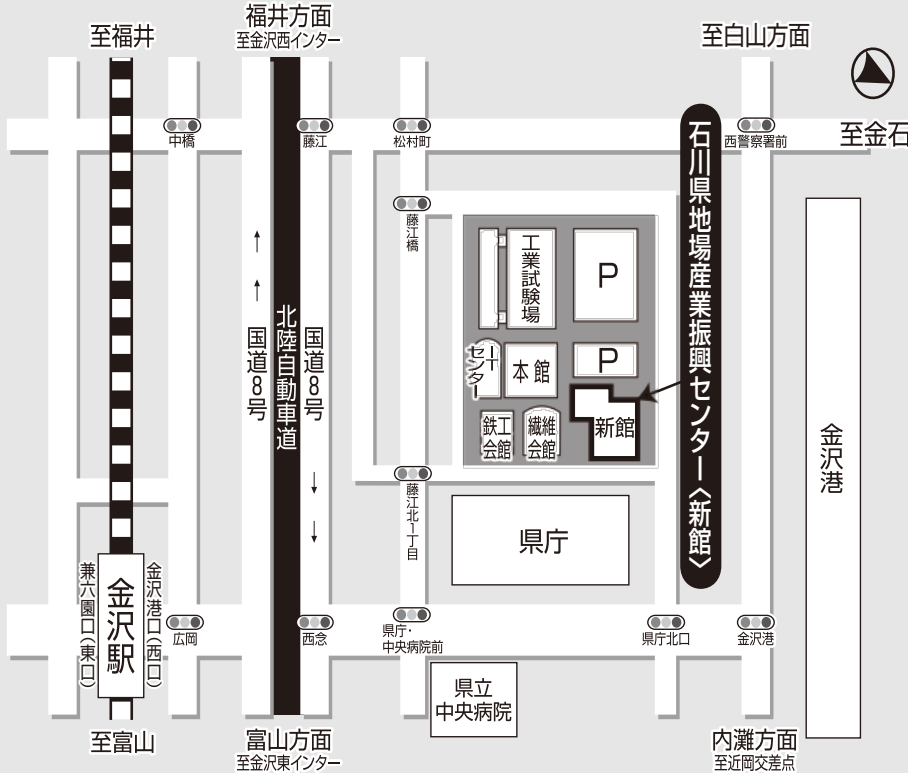 至福井
福井方面
至金沢西インター
至白山方面
至金石
中橋
藤江
松村町
西警察署前
藤江橋
石川県地場産業振興センター〈新館〉
工業試験場
P
P
ITセンター
本館
鉄工
会館
繊維
会館
新館
国道8号
北陸自動車道
国道8号
金沢港
藤江北1丁目
県庁
兼六園口(東口)
金沢駅
金沢港口(西口)
広岡
西念
県庁・
中央病院前
県庁北口
金沢港
県立
中央病院
至富山
富山方面
至金沢東インター
内灘方面
至近岡交差点